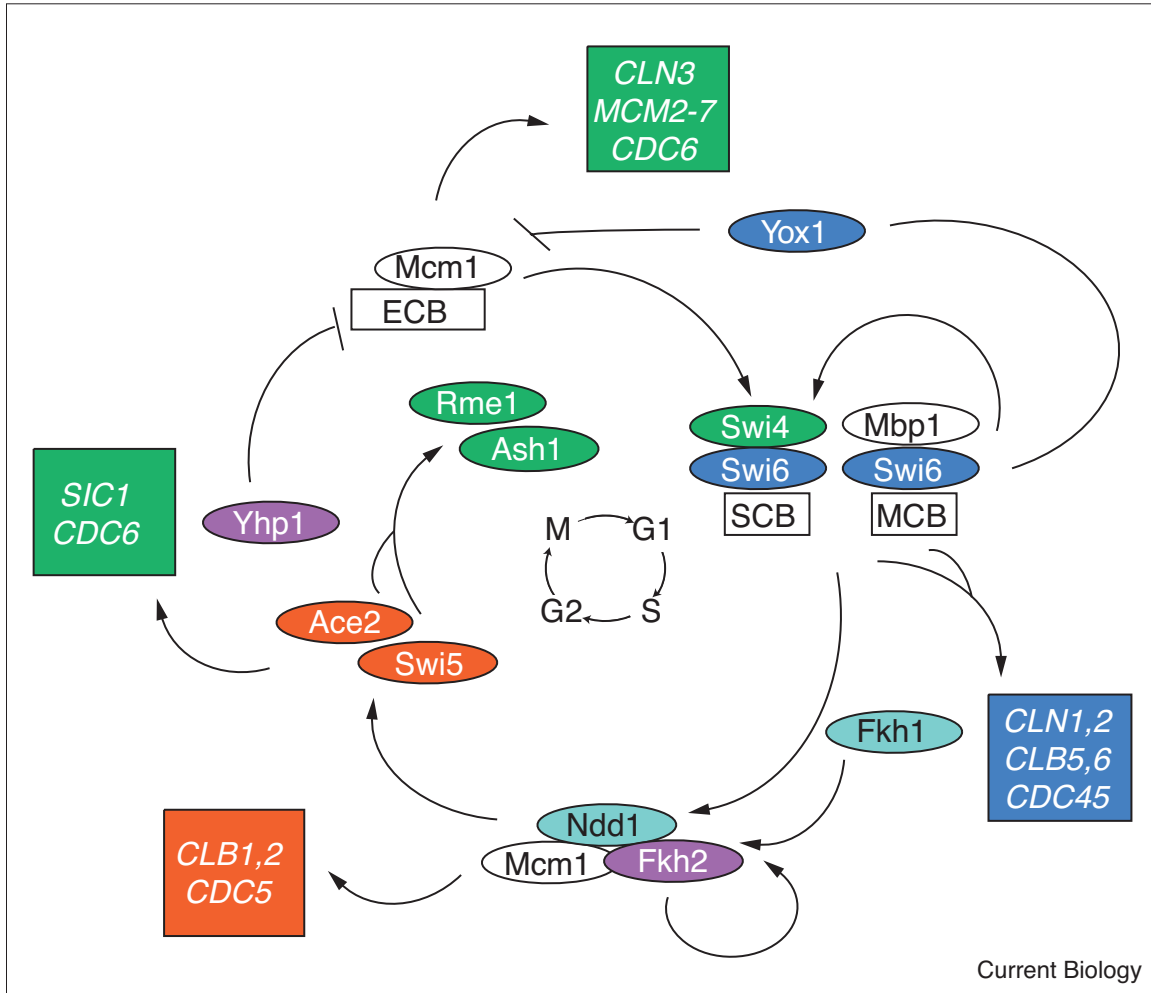 CLN3
MCM2-7
CDC6
Yox1
Mcm1
ECB
Rme1
Ash1
Swi4
Swi6
SCB
Mbp1
Swi6
MCB
SIC1
CDC6
Yhp1
M
G1
G2
S
Ace2
Swi5
Fkh1
CLN1,2
CLB5,6
CDC45
Ndd1
Mcm1
Fkh2
CLB1,2
CDC5
Current Biology